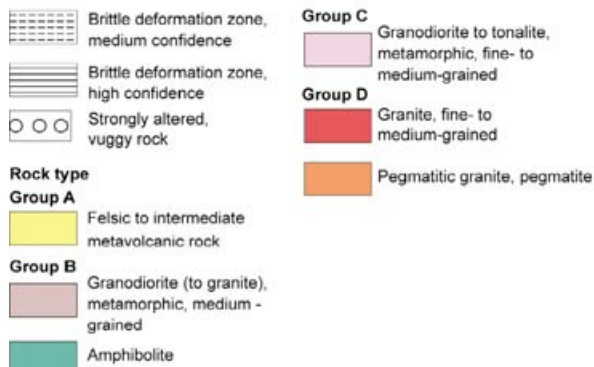 Brittle deformation zone,
medium confidence
Brittle deformation zone,
high confidence
Strongly altered,
vuggy rock
Rock type
Group A
Felsic to intermediate
metavolcanic rock
Group B
Granodiorite (to granite),
metamorphic, medium -
grained
Amphibolite
Group C
Granodiorite to tonalite,
metamorphic, fine- to
medium-grained
Group D
Granite, fine- to
medium-grained
Pegmatitic granite, pegmatite